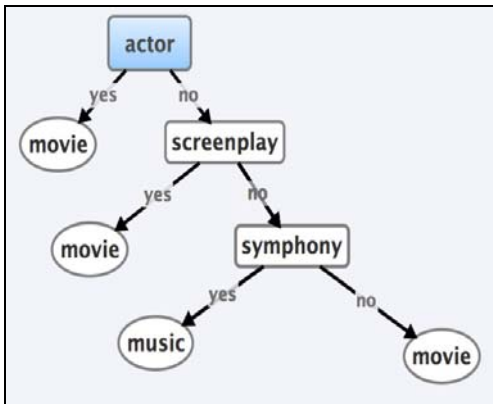 actor
yes
no
movie
screenplay
yes
no
movie
symphony
yes
no
music
movie